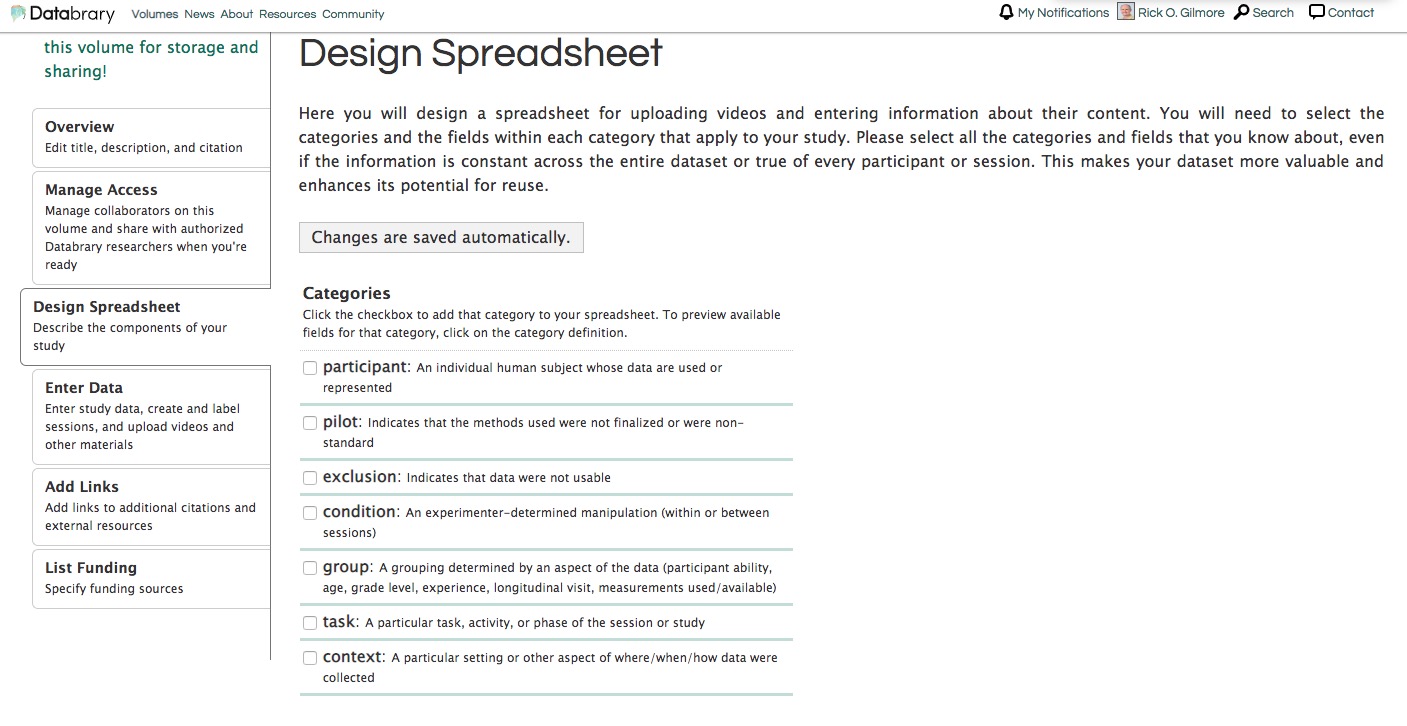 Databrary Volumes News About Resources Community My Notifications Rick O. Gilmore Search Contact
this volume for storage and
sharing!
Overview
Edit title, description, and citation
Manage Access
Manage collaborators on this
volume and share with authorized
Databrary researchers when you're
ready
Design Spreadsheet
Describe the components of your
study
Enter Data
Enter study data, create and label
sessions, and upload videos and
other materials
Add Links
Add links to additional citations and
external resources
List Funding
Specify funding sources
Design Spreadsheet
Here you will design a spreadsheet for uploading videos and entering information about their content. You will need to select the
categories and the fields within each category that apply to your study. Please select all the categories and fields that you know about, even
if the information is constant across the entire dataset or true of every participant or session. This makes your dataset more valuable and
enhances its potential for reuse.
Changes are saved automatically.
Categories
Click the checkbox to add that category to your spreadsheet. To preview available
fields for that category, click on the category definition.
participant: An individual human subject whose data are used or
represented
pilot: Indicates that the methods used were not finalized or were non-
standard
exclusion: Indicates that data were not usable
condition: An experimenter-determined manipulation (within or between
sessions)
group: A grouping determined by an aspect of the data (participant ability,
age, grade level, experience, longitudinal visit, measurements used/available)
task: A particular task, activity, or phase of the session or study
context: A particular setting or other aspect of where/when/how data were
collected